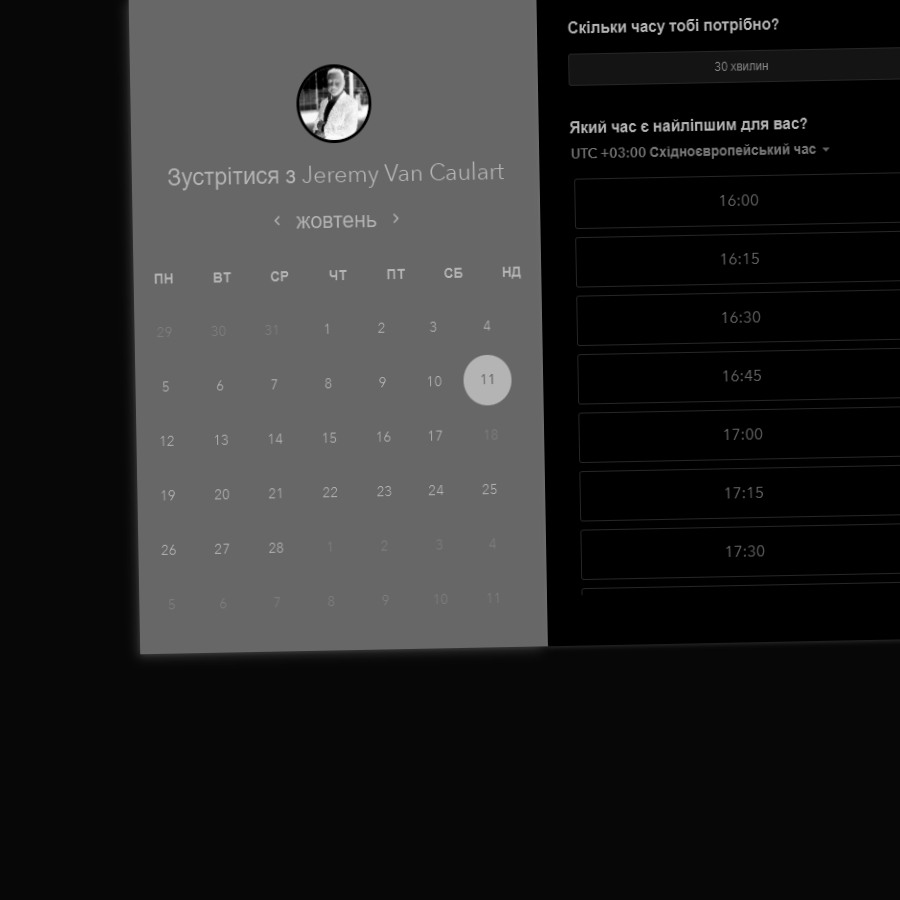 Зустрітися з Jeremy Van Caulart
жовтень
ПН ВТ СР ЧТ ПТ СБ НД
29 30 31 1 2 3 4
5 6 7 8 9 10 11
12 13 14 15 16 17 18
19 20 21 22 23 24 25
26 27 28 1 2 3 4
5 6 7 8 9 10 11
Скільки часу тобі потрібно?
30 хвилин
Який час є найліпшим для вас?
UTC +03:00 Східноєвропейський час
16:00
16:15
16:30
16:45
17:00
17:15
17:30